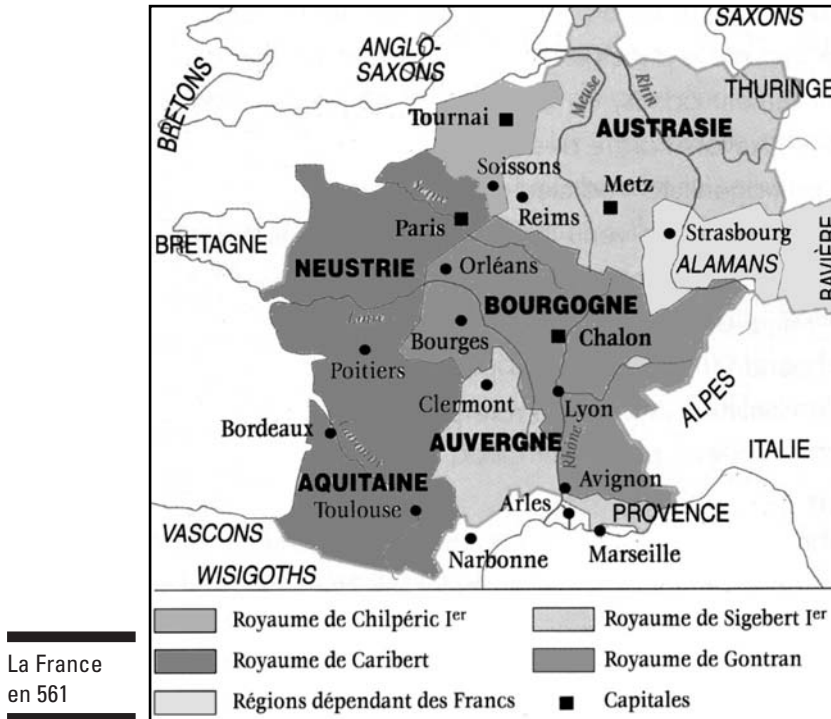 SAXONS
ANGLO-
SAXONS
BRETONS
Meuse
Rhin
THURINGE
Tournai
AUSTRASIE
Soissons
Metz
Seine
Reims
Paris
Strasbourg
BRETAGNE
ALAMANS
BAVIÈRE
NEUSTRIE
Orléans
BOURGOGNE
Loire
Bourges
Chalon
Poitiers
Clermont
Lyon
ALPES
Bordeaux
Garonne
AUVERGNE
Rhône
ITALIE
AQUITAINE
Avignon
Toulouse
Arles
PROVENCE
VASCONS
Narbonne
Marseille
WISIGOTHS
Royaume de Chilpéric Ier
Royaume de Sigebert Ier
Royaume de Caribert
Royaume de Gontran
Régions dépendant des Francs
Capitales
La France
en 561